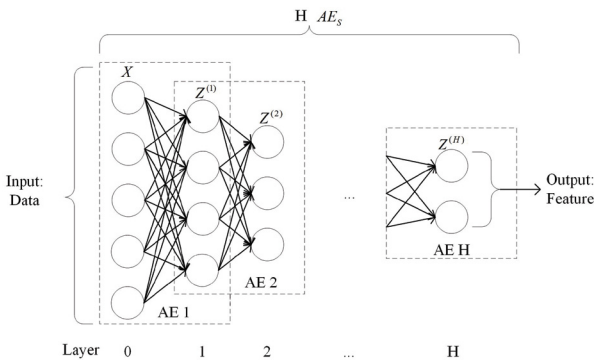 H AEs
X
Z(1)
Z(2)
Z(H)
Input:
Data
...
Output:
Feature
AE 1
AE 2
AE H
Layer 0 1 2 ... H